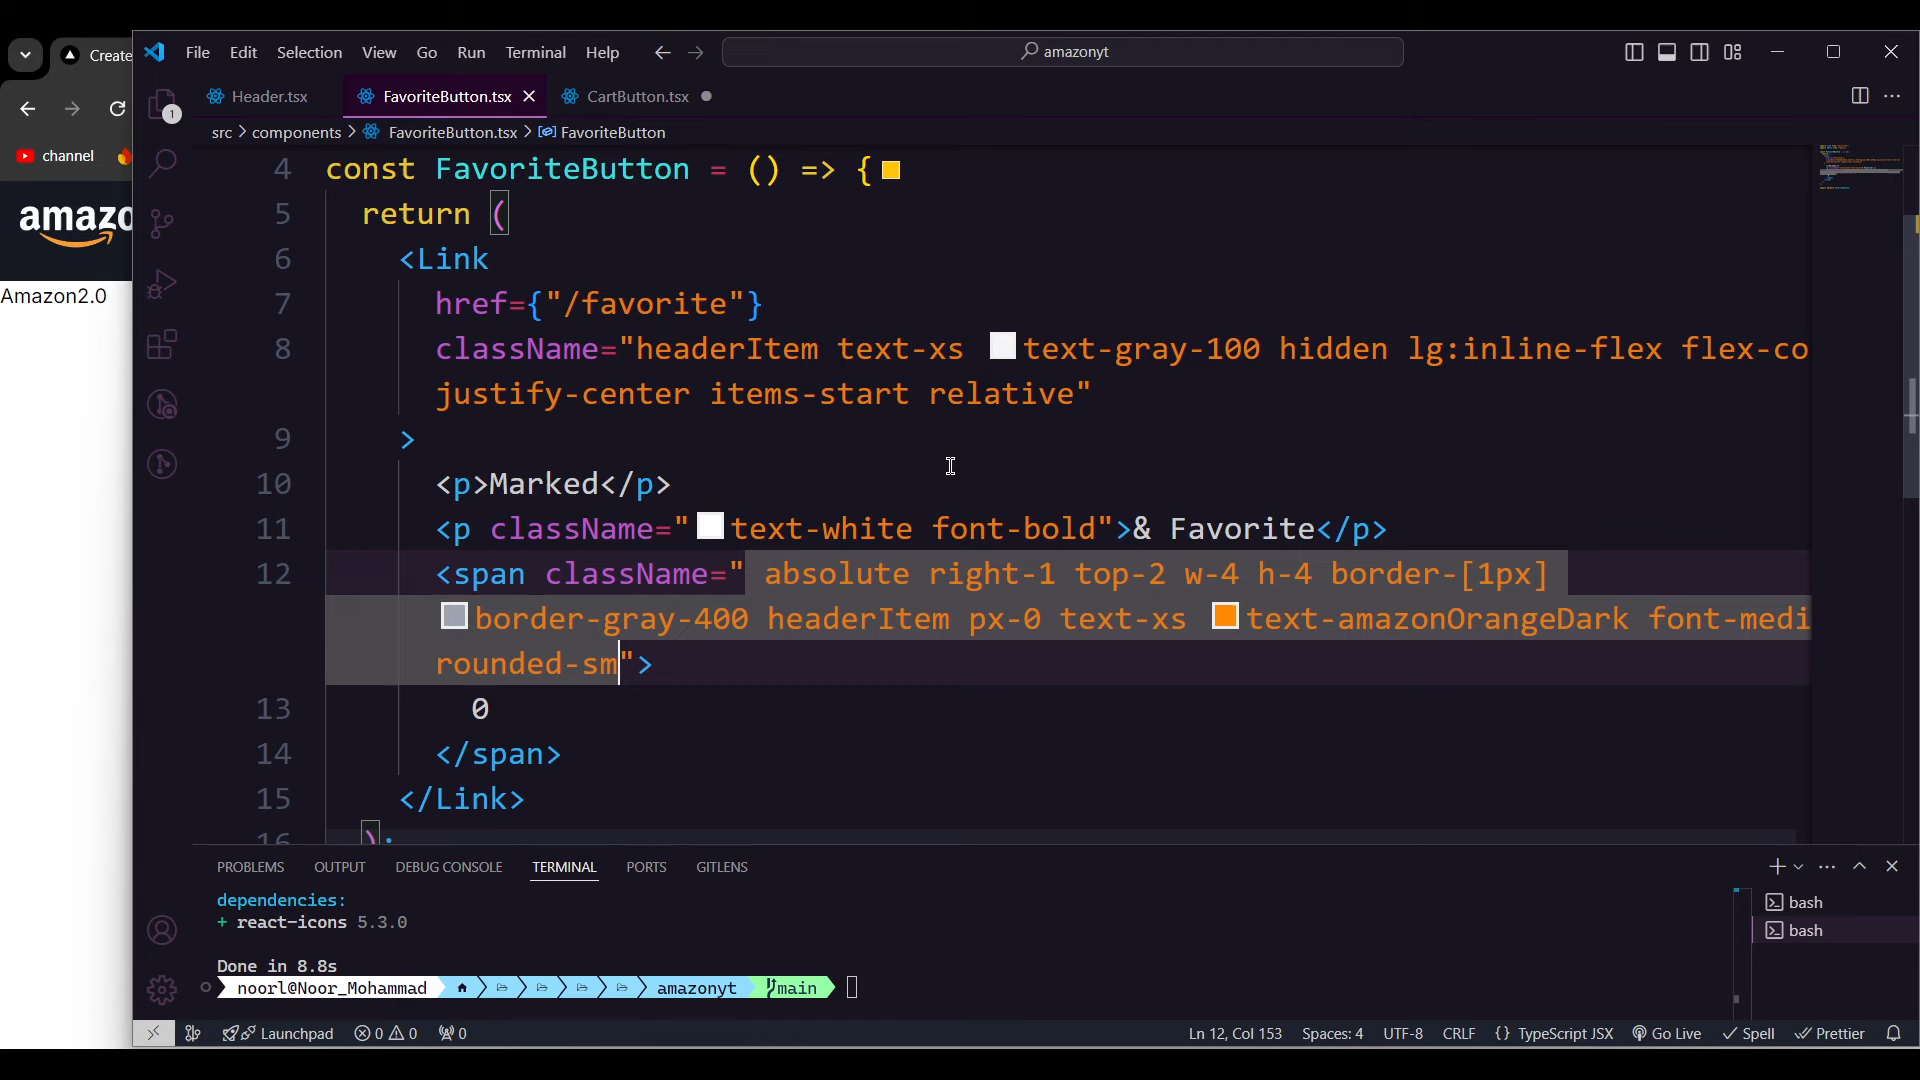 Create
File Edit Selection View Go Run Terminal Help
amazonyt
1
Header.tsx
FavoriteButton.tsx
CartButton.tsx
channel
src > components > FavoriteButton.tsx > FavoriteButton
amazo
Amazon2.0
4 const FavoriteButton = () => {
5 return (
6 <Link
7 href={"/favorite"}
8 className="headerItem text-xs text-gray-100 hidden lg:inline-flex flex-co
justify-center items-start relative"
9 >
10 <p>Marked</p>
11 <p className="text-white font-bold">& Favorite</p>
12 <span className=" absolute right-1 top-2 w-4 h-4 border-[1px]
border-gray-400 headerItem px-0 text-xs text-amazonOrangeDark font-medi
rounded-sm">
13 0
14 </span>
15 </Link>
16 );
PROBLEMS OUTPUT DEBUG CONSOLE TERMINAL PORTS GITLENS
dependencies:
+ react-icons 5.3.0
Done in 8.8s
noorl@Noor_Mohammad amazonyt main
bash
bash
Launchpad 0 0 0
Ln 12, Col 153 Spaces: 4 UTF-8 CRLF {} TypeScript JSX Go Live Spell Prettier